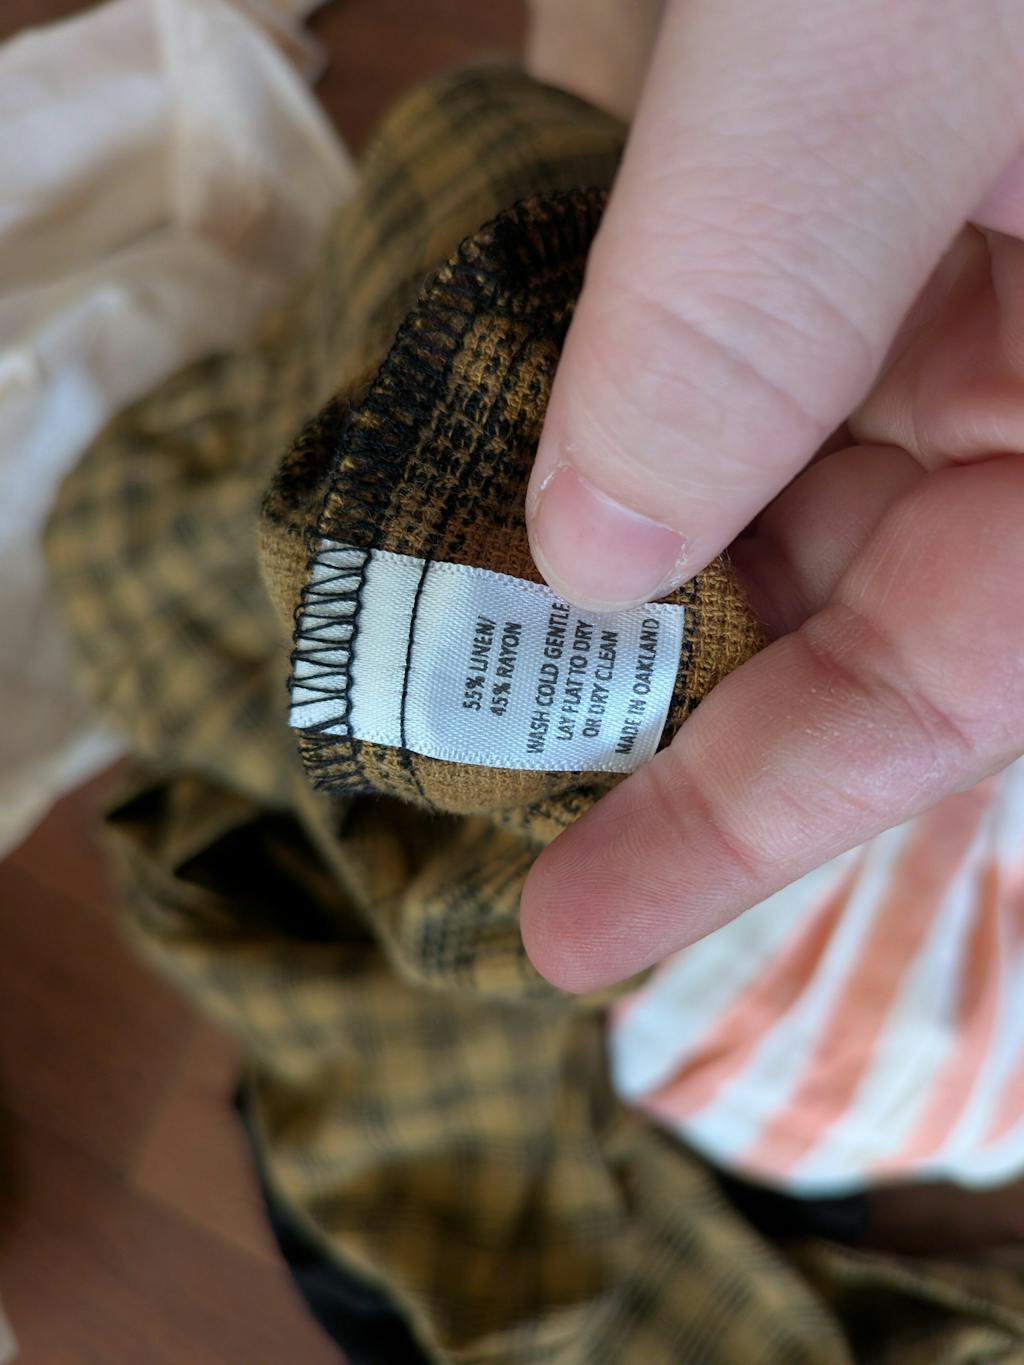 55% LINEN/
45% RAYON
WASH COLD GENTLE
LAY FLAT TO DRY
OR DRY CLEAN
MADE IN OAKLAND